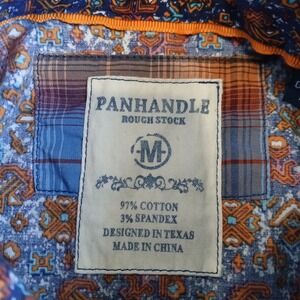 PANHANDLE
ROUGH STOCK
M
97% COTTON
3% SPANDEX
DESIGNED IN TEXAS
MADE IN CHINA